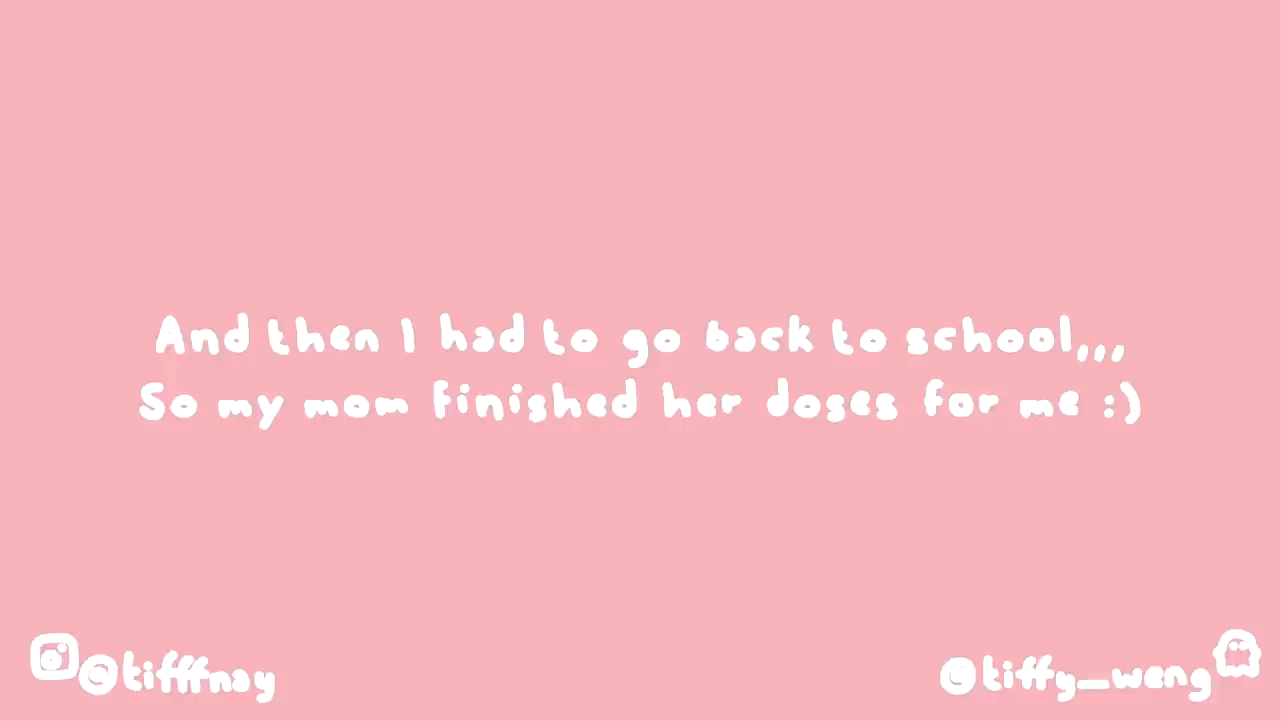 And then I had to go back to school,,,
So my mom finished her doses for me :)
@tifffnay
@tiffy_weng